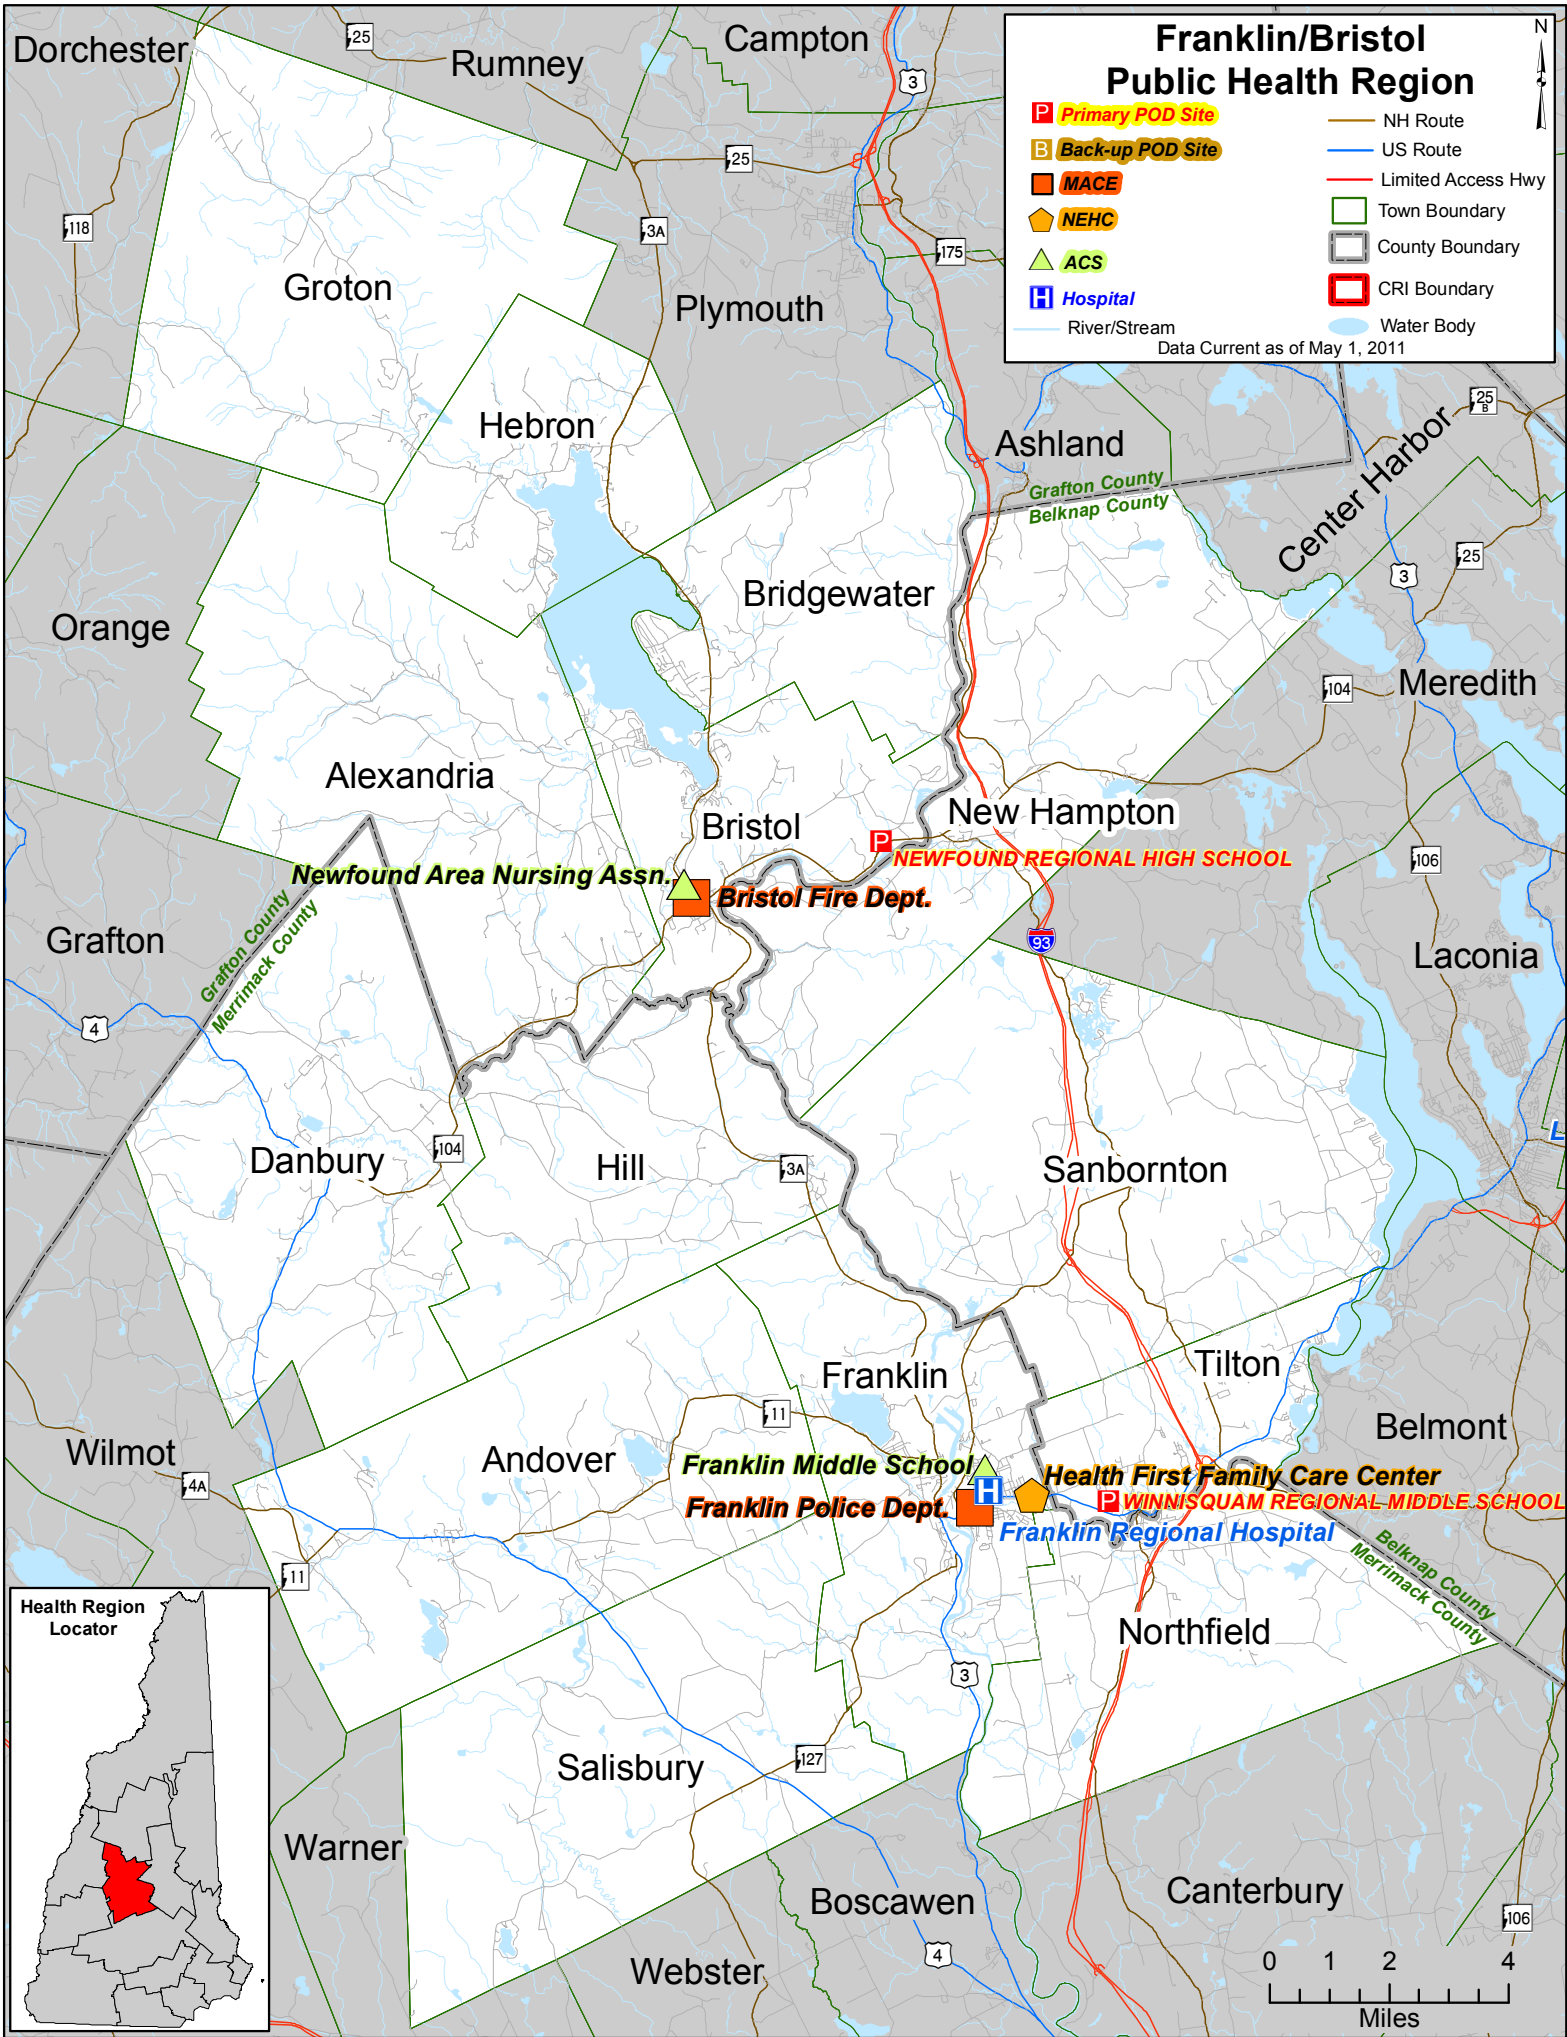 Franklin/Bristol
Public Health Region
N
P Primary POD Site
B Back-up POD Site
MACE
NEHC
ACS
H Hospital
River/Stream
NH Route
US Route
Limited Access Hwy
Town Boundary
County Boundary
CRI Boundary
Water Body
Data Current as of May 1, 2011
Dorchester
25
Rumney
Campton
3
25
118
3A
175
Groton
Plymouth
Hebron
Ashland
25
B
Grafton County
Belknap County
Center Harbor
25
3
Bridgewater
Orange
104
Meredith
Alexandria
Bristol
New Hampton
P
NEWFOUND REGIONAL HIGH SCHOOL
106
Newfound Area Nursing Assn.
Bristol Fire Dept.
Grafton
Grafton County
Merrimack County
93
Laconia
4
L
104
Danbury
Hill
3A
Sanbornton
Tilton
Franklin
11
Belmont
Wilmot
4A
Andover
Franklin Middle School
H
Health First Family Care Center
Franklin Police Dept.
P
WINNISQUAM REGIONAL MIDDLE SCHOOL
Franklin Regional Hospital
Belknap County
Merrimack County
11
Health Region
Locator
Northfield
3
Salisbury
127
Warner
Boscawen
Canterbury
106
4
Webster
0 1 2 4
Miles